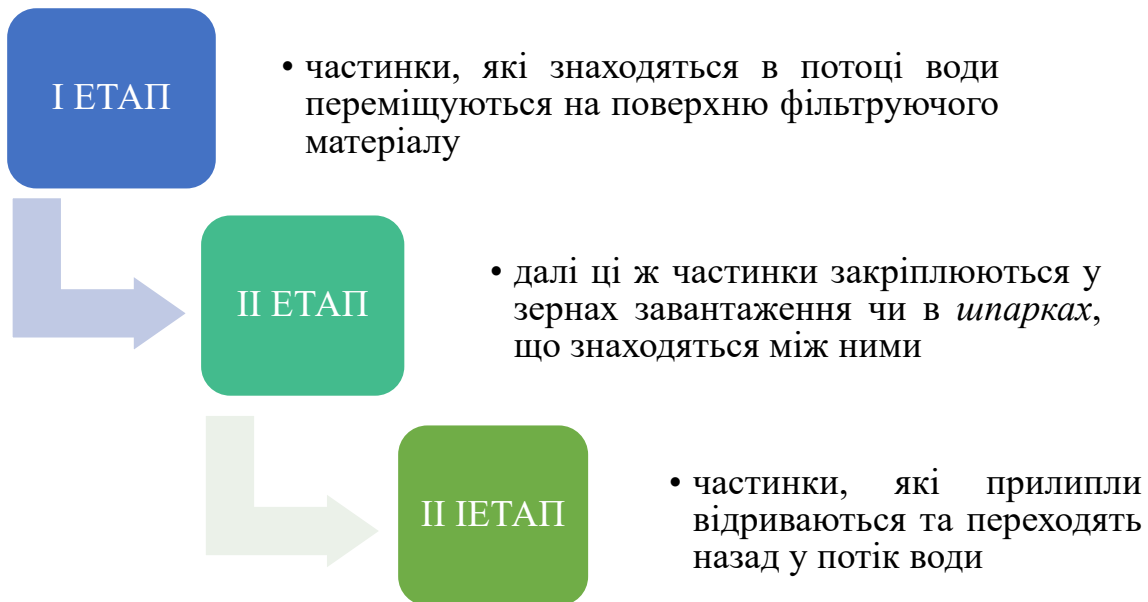 І ЕТАП
• частинки, які знаходяться в потоці води
переміщуються на поверхню фільтруючого
матеріалу
ІІ ЕТАП
• далі ці ж частинки закріплюються у
зернах завантаження чи в шпарках,
що знаходяться між ними
ІІ ІЕТАП
• частинки, які прилипли
відриваються та переходять
назад у потік води